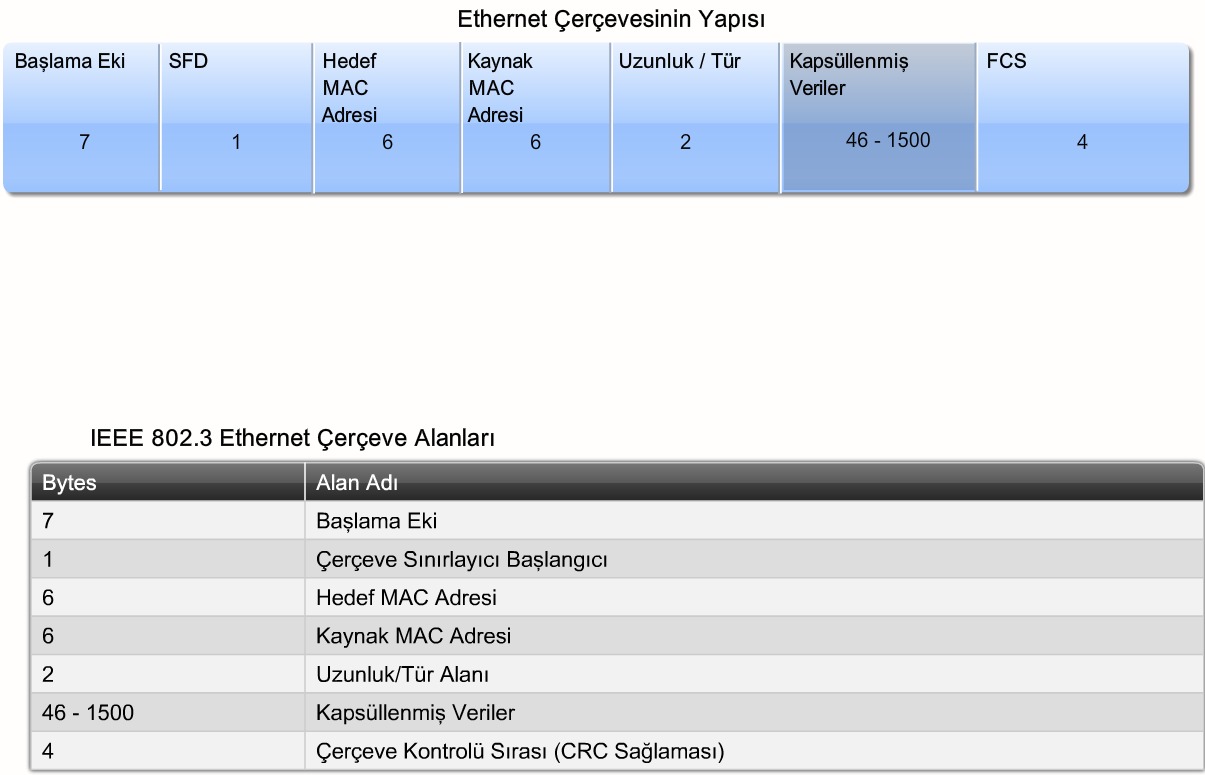 Ethernet Çerçevesinin Yapısı
Başlama Eki
7
SFD
1
Hedef
MAC
Adresi
6
Kaynak
MAC
Adresi
6
Uzunluk / Tür
2
Kapsüllenmiş
Veriler
46 - 1500
FCS
4
IEEE 802.3 Ethernet Çerçeve Alanları
Bytes Alan Adı
7 Başlama Eki
1 Çerçeve Sınırlayıcı Başlangıcı
6 Hedef MAC Adresi
6 Kaynak MAC Adresi
2 Uzunluk/Tür Alanı
46 - 1500 Kapsüllenmiş Veriler
4 Çerçeve Kontrolü Sırası (CRC Sağlaması)